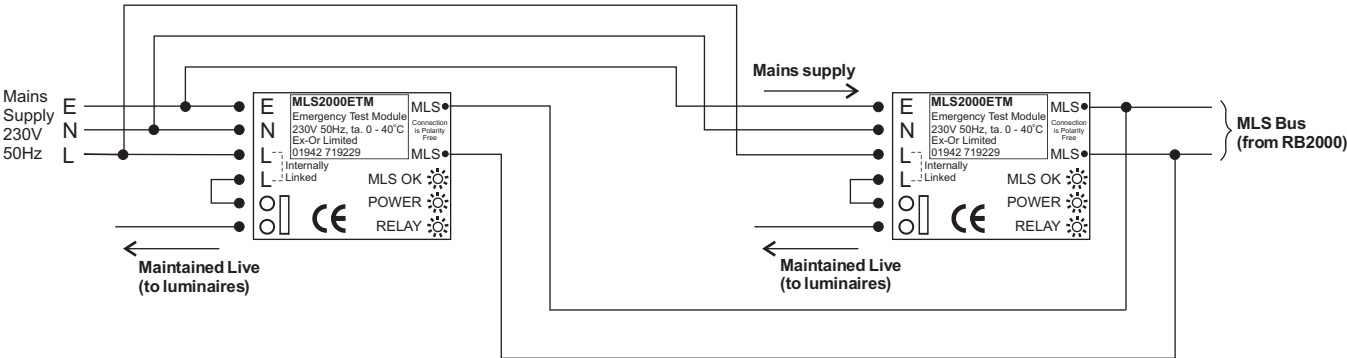 Mains
Supply
230V
50Hz
E
N
L
E
N
L
L
MLS2000ETM
Emergency Test Module
230V 50Hz, ta. 0 - 40°C
Ex-Or Limited
01942 719229
Internally
Linked
MLS
Connection
is Polarity
Free
MLS
MLS OK
POWER
RELAY
CE
Maintained Live
(to luminaires)
Mains supply
E
N
L
L
MLS2000ETM
Emergency Test Module
230V 50Hz, ta. 0 - 40°C
Ex-Or Limited
01942 719229
Internally
Linked
MLS
Connection
is Polarity
Free
MLS
MLS OK
POWER
RELAY
CE
Maintained Live
(to luminaires)
MLS Bus
(from RB2000)